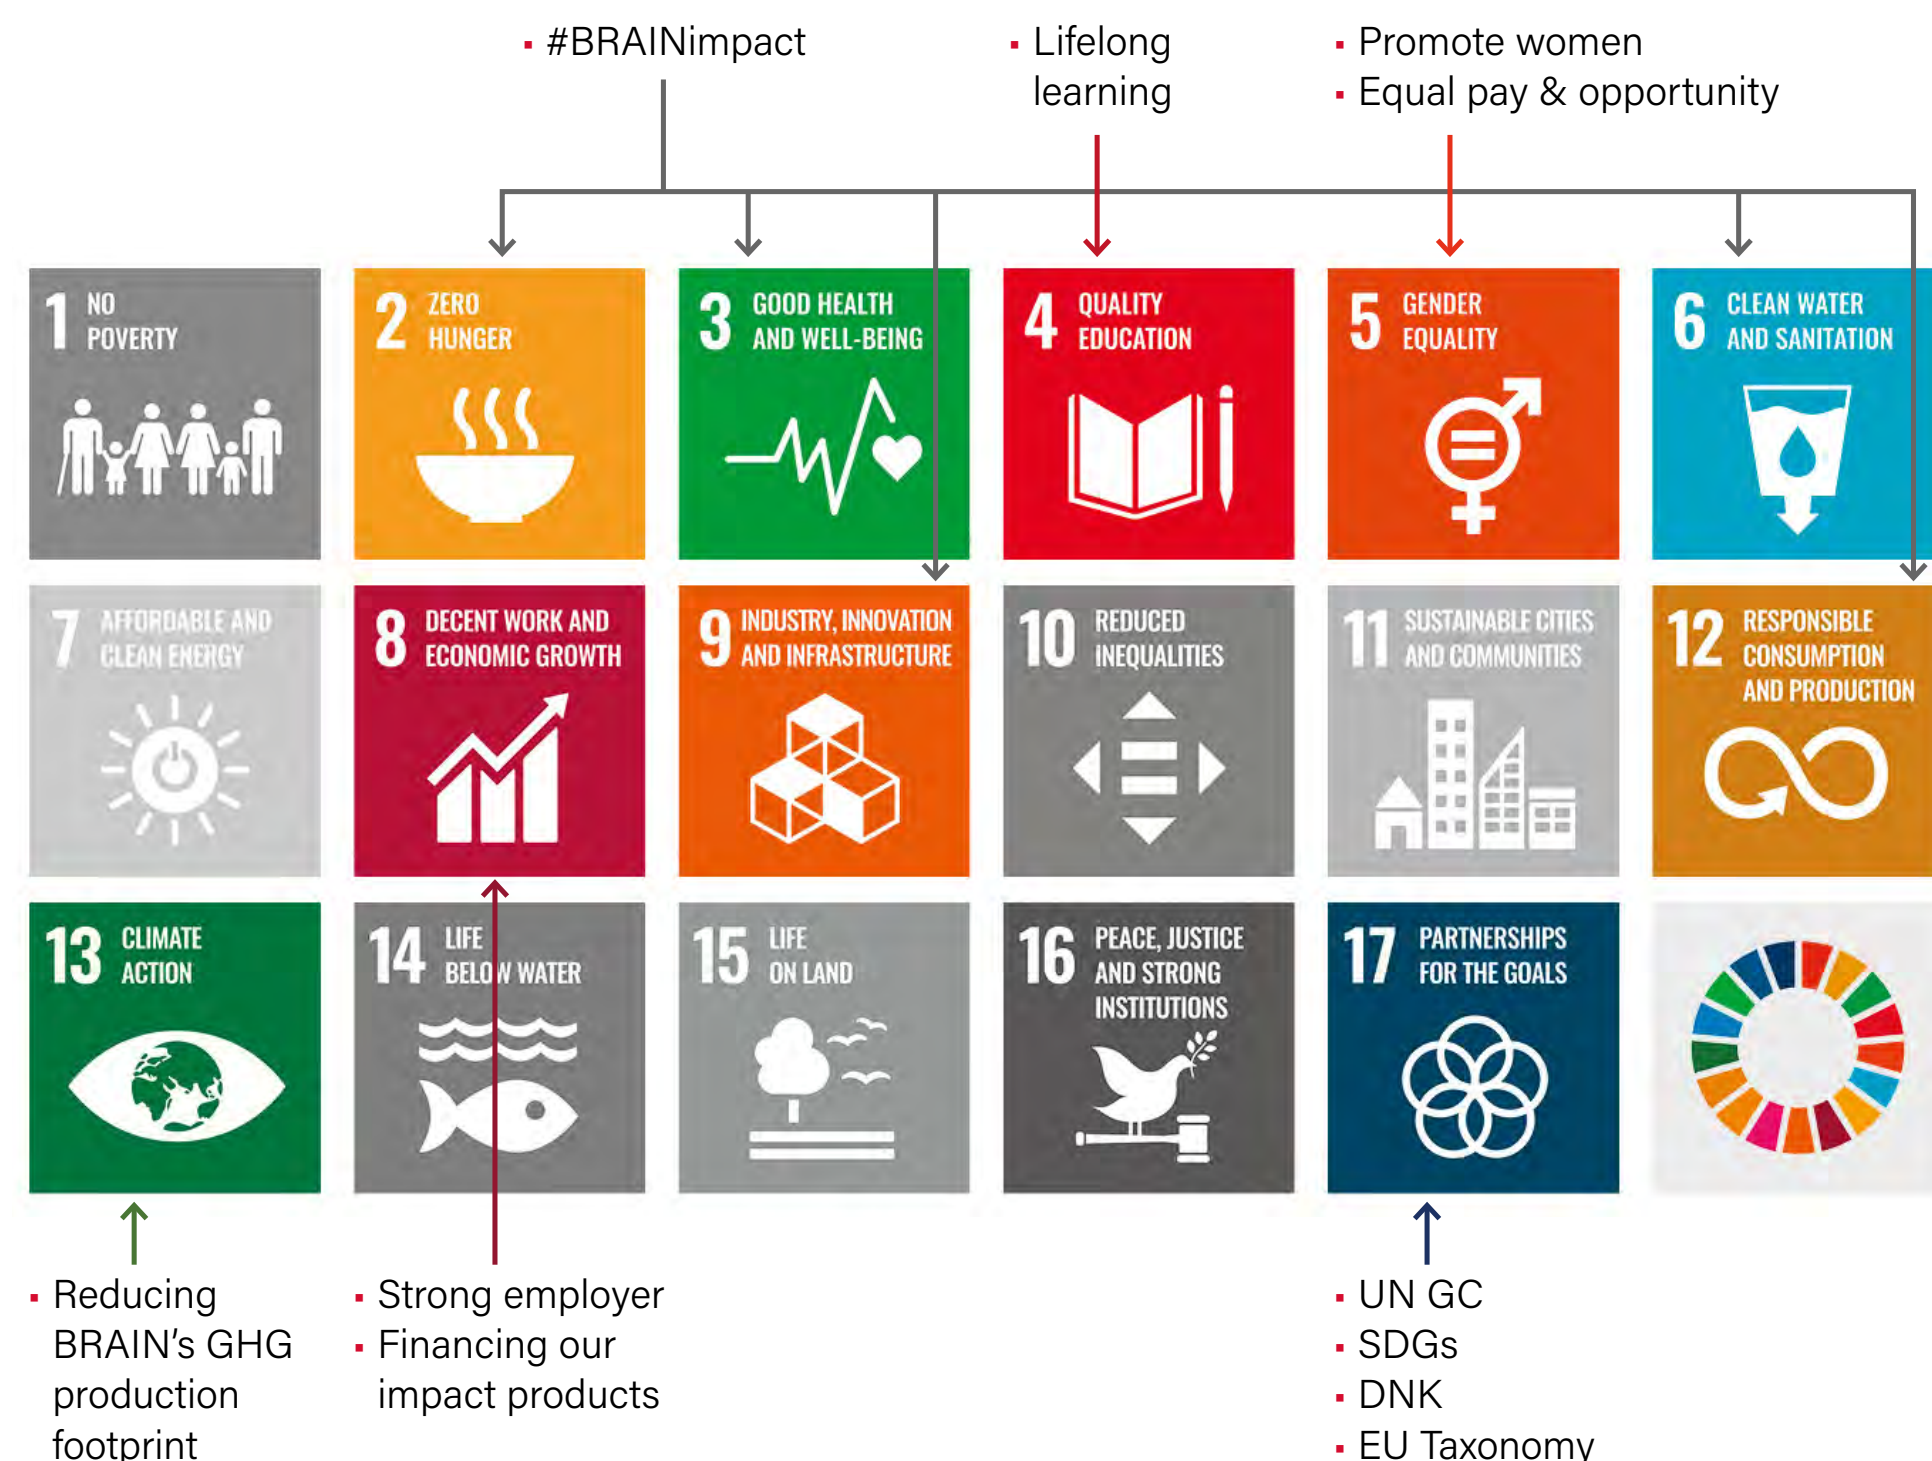 ▪ #BRAINimpact
▪ Lifelong
learning
▪ Promote women
▪ Equal pay & opportunity
1 NO
POVERTY
2 ZERO
HUNGER
3 GOOD HEALTH
AND WELL-BEING
4 QUALITY
EDUCATION
5 GENDER
EQUALITY
6 CLEAN WATER
AND SANITATION
7 AFFORDABLE AND
CLEAN ENERGY
8 DECENT WORK AND
ECONOMIC GROWTH
9 INDUSTRY, INNOVATION
AND INFRASTRUCTURE
10 REDUCED
INEQUALITIES
11 SUSTAINABLE CITIES
AND COMMUNITIES
12 RESPONSIBLE
CONSUMPTION
AND PRODUCTION
13 CLIMATE
ACTION
14 LIFE
BELOW WATER
15 LIFE
ON LAND
16 PEACE, JUSTICE
AND STRONG
INSTITUTIONS
17 PARTNERSHIPS
FOR THE GOALS
▪ Reducing
BRAIN’s GHG
production
footprint
▪ Strong employer
▪ Financing our
impact products
▪ UN GC
▪ SDGs
▪ DNK
▪ EU Taxonomy